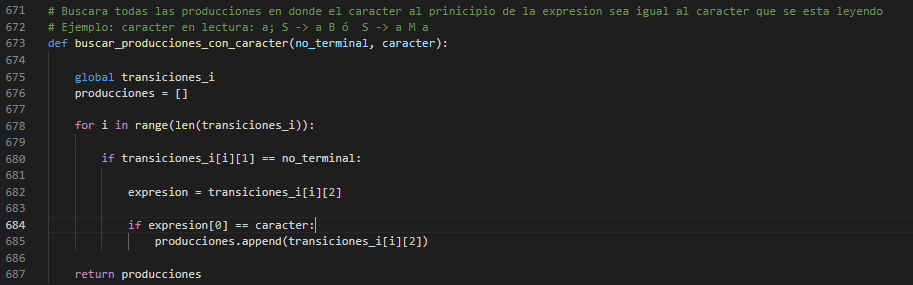 671 # Buscara todas las producciones en donde el caracter al prinicipio de la expresion sea igual al caracter que se esta leyendo
672 # Ejemplo: caracter en lectura: a; S -> a B ó  S -> a M a
673 def buscar_producciones_con_caracter(no_terminal, caracter):
674
675     global transiciones_i
676     producciones = []
677
678     for i in range(len(transiciones_i)):
679
680         if transiciones_i[i][1] == no_terminal:
681
682             expresion = transiciones_i[i][2]
683
684             if expresion[0] == caracter:
685                 producciones.append(transiciones_i[i][2])
686
687     return producciones